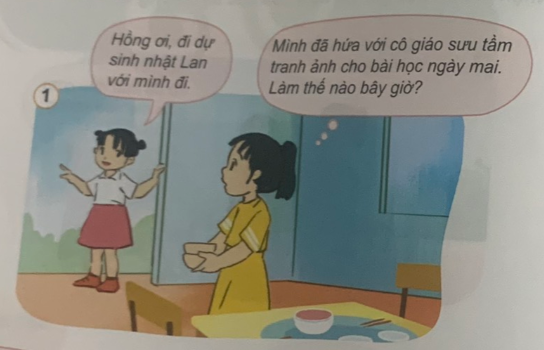 Hồng ơi, đi dự
sinh nhật Lan
với mình đi.
Mình đã hứa với cô giáo sưu tầm
tranh ảnh cho bài học ngày mai.
Làm thế nào bây giờ?
1